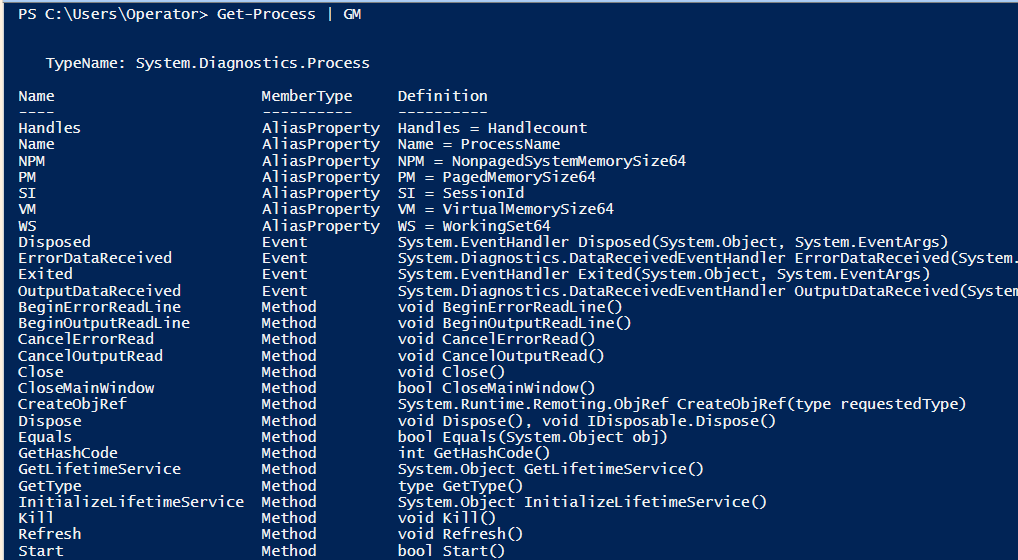 PS C:\Users\Operator> Get-Process | GM
TypeName: System.Diagnostics.Process
Name MemberType Definition
---- ---------- ----------
Handles AliasProperty Handles = Handlecount
Name AliasProperty Name = ProcessName
NPM AliasProperty NPM = NonpagedSystemMemorySize64
PM AliasProperty PM = PagedMemorySize64
SI AliasProperty SI = SessionId
VM AliasProperty VM = VirtualMemorySize64
WS AliasProperty WS = WorkingSet64
Disposed Event System.EventHandler Disposed(System.Object, System.EventArgs)
ErrorDataReceived Event System.Diagnostics.DataReceivedEventHandler ErrorDataReceived(System.
Exited Event System.EventHandler Exited(System.Object, System.EventArgs)
OutputDataReceived Event System.Diagnostics.DataReceivedEventHandler OutputDataReceived(System
BeginErrorReadLine Method void BeginErrorReadLine()
BeginOutputReadLine Method void BeginOutputReadLine()
CancelErrorRead Method void CancelErrorRead()
CancelOutputRead Method void CancelOutputRead()
Close Method void Close()
CloseMainWindow Method bool CloseMainWindow()
CreateObjRef Method System.Runtime.Remoting.ObjRef CreateObjRef(type requestedType)
Dispose Method void Dispose(), void IDisposable.Dispose()
Equals Method bool Equals(System.Object obj)
GetHashCode Method int GetHashCode()
GetLifetimeService Method System.Object GetLifetimeService()
GetType Method type GetType()
InitializeLifetimeService Method System.Object InitializeLifetimeService()
Kill Method void Kill()
Refresh Method void Refresh()
Start Method bool Start()